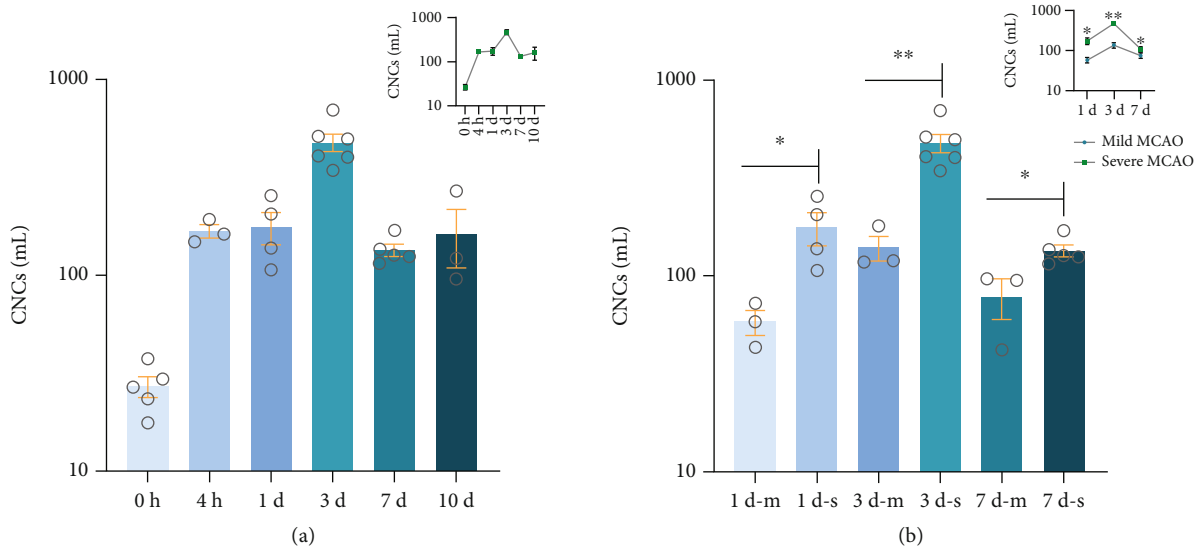 CNCs (mL)
1000
100
10
0 h
4 h
1 d
3 d
7 d
10 d
CNCs (mL)
1000
100
10
0 h
4 h
1 d
3 d
7 d
10 d
(a)
CNCs (mL)
1000
100
10
*
**
*
1 d-m
1 d-s
3 d-m
3 d-s
7 d-m
7 d-s
CNCs (mL)
1000
100
10
*
**
*
1 d
3 d
7 d
Mild MCAO
Severe MCAO
(b)